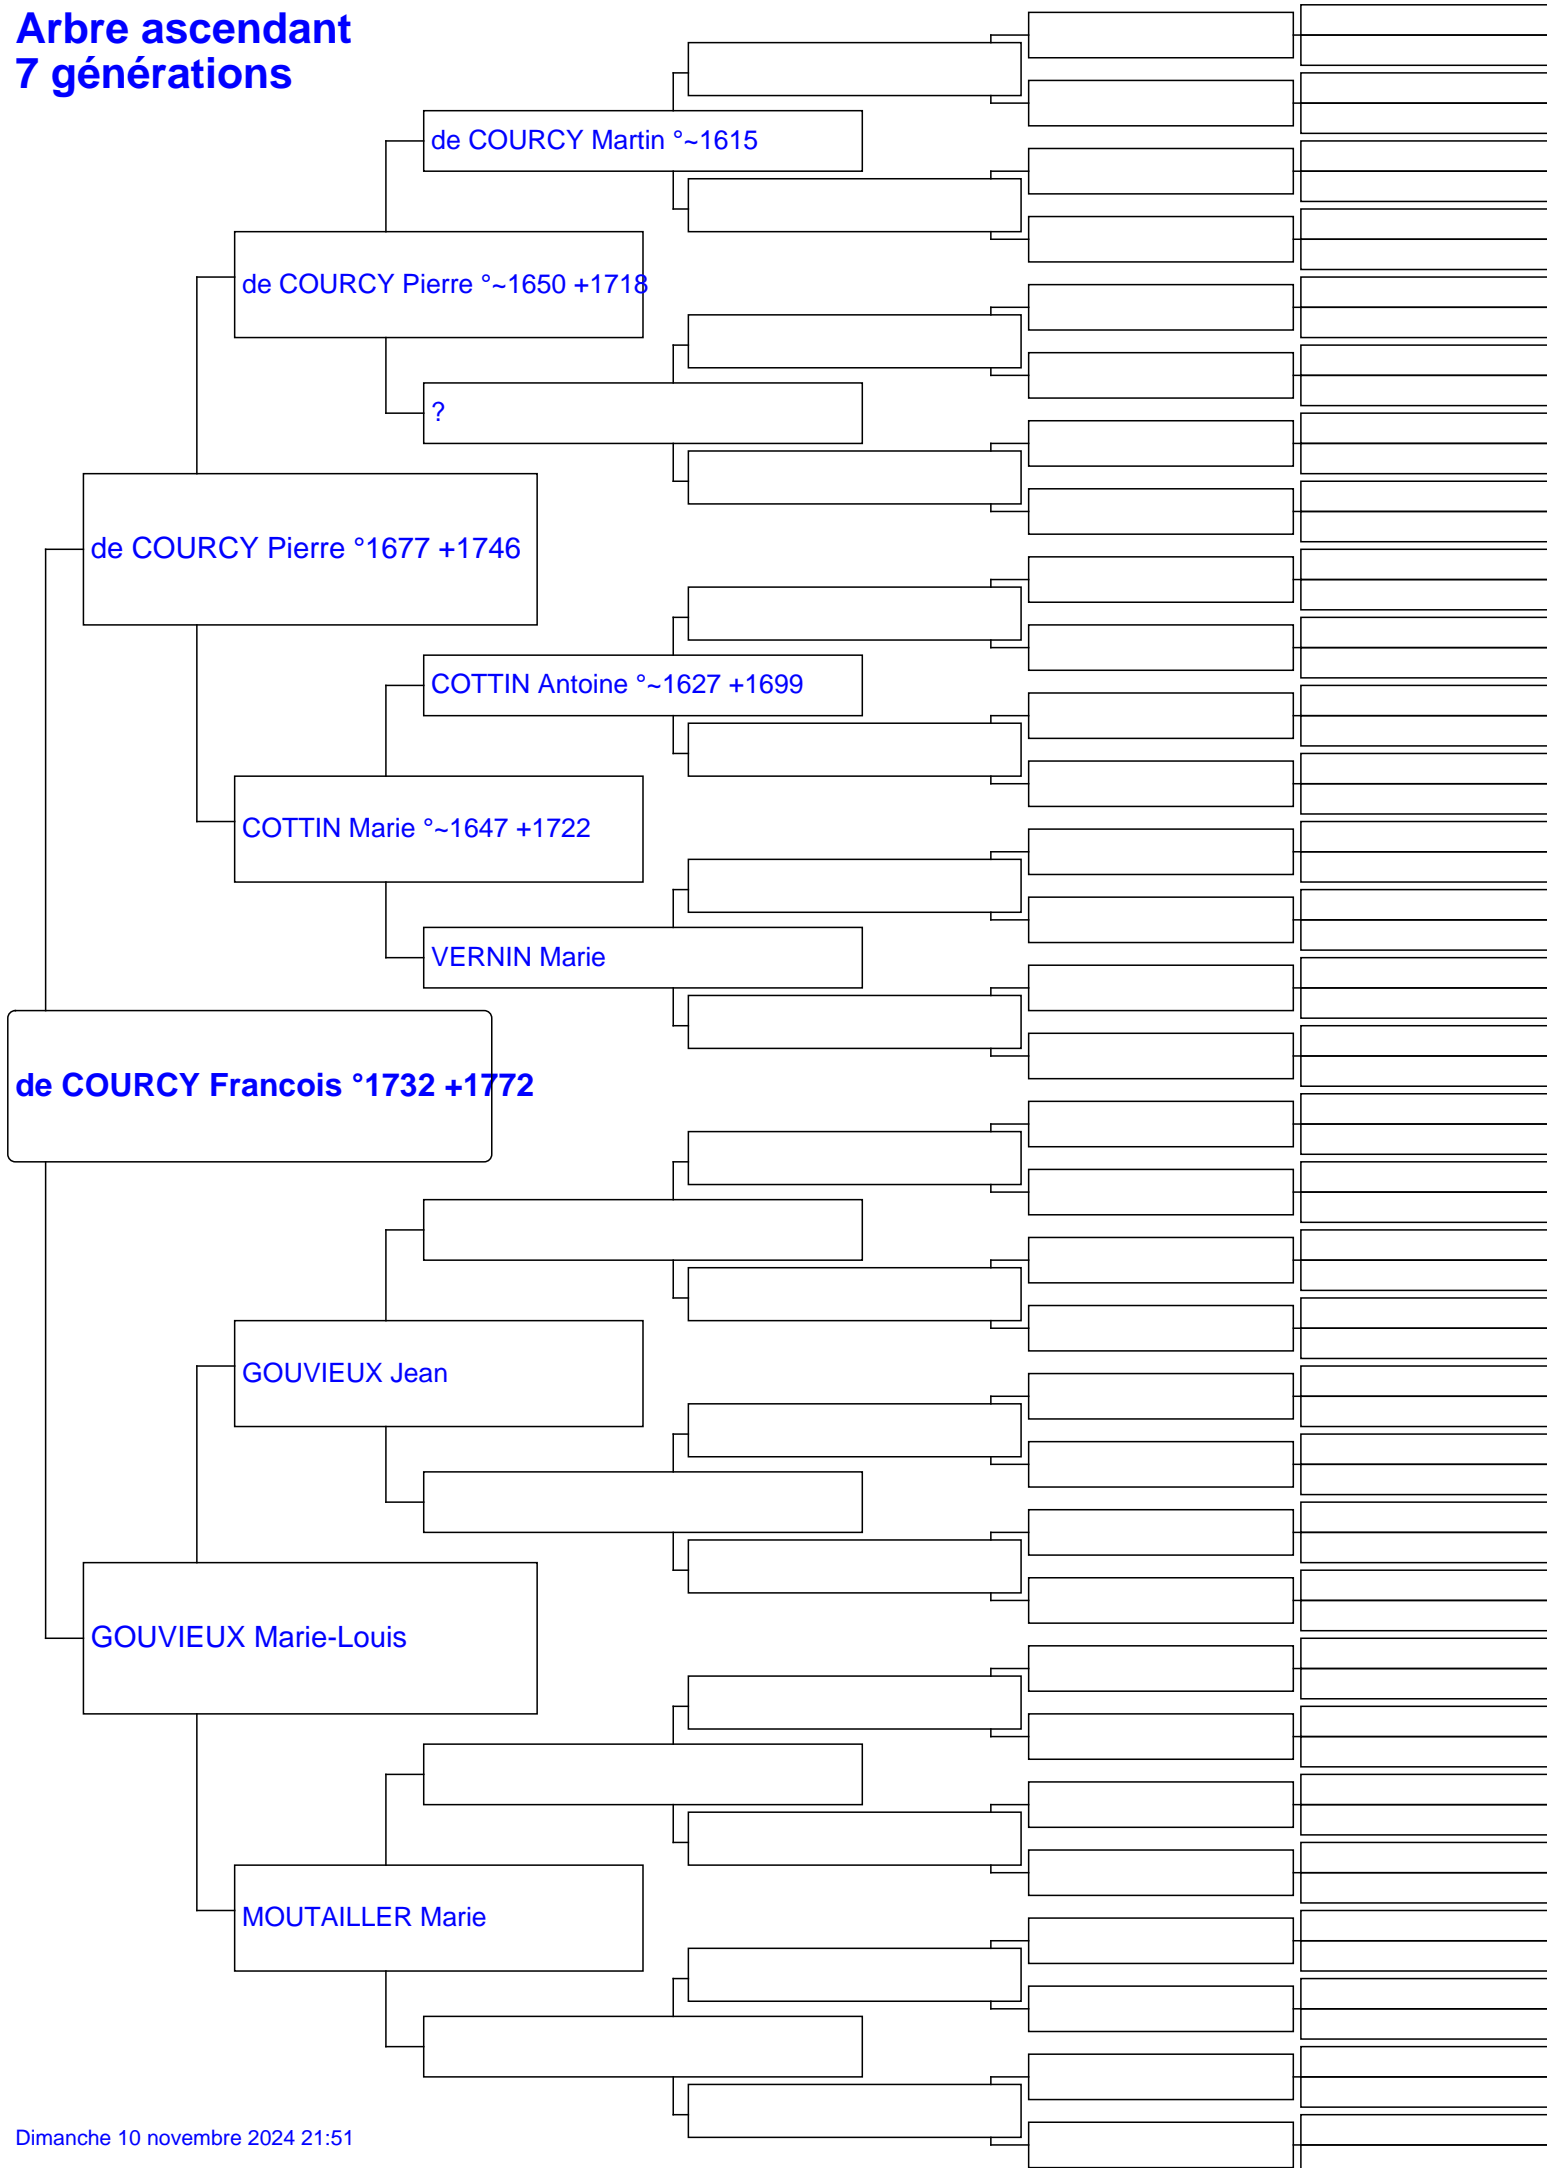 Arbre ascendant
7 générations
de COURCY Martin °~1615
de COURCY Pierre °~1650 +1718
?
de COURCY Pierre °1677 +1746
COTTIN Antoine °~1627 +1699
COTTIN Marie °~1647 +1722
VERNIN Marie
de COURCY Francois °1732 +1772
GOUVIEUX Jean
GOUVIEUX Marie-Louis
MOUTAILLER Marie
Dimanche 10 novembre 2024 21:51